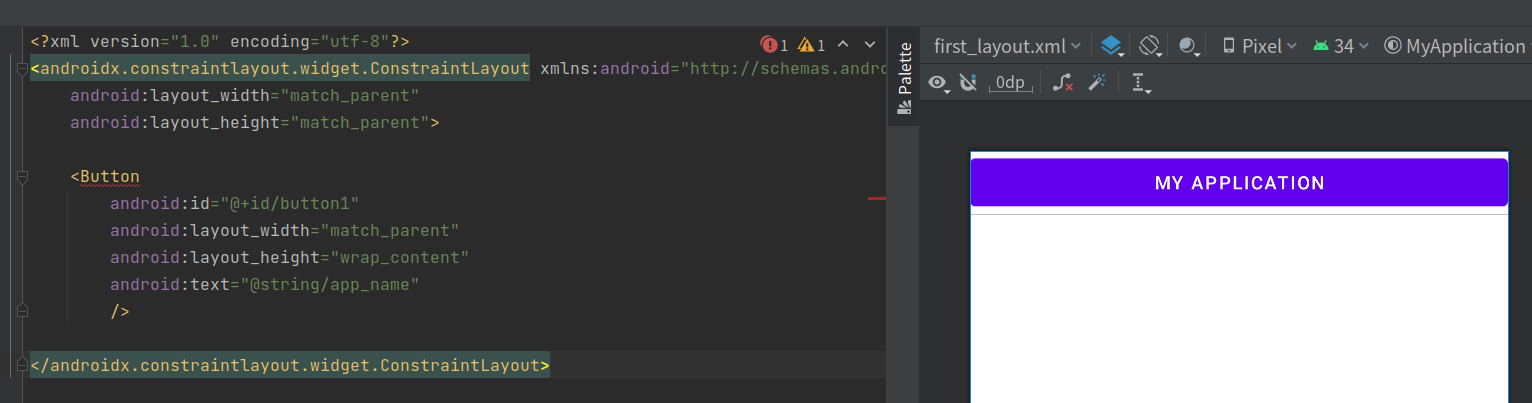 <?xml version="1.0" encoding="utf-8"?>
<androidx.constraintlayout.widget.ConstraintLayout xmlns:android="http://schemas.andro
    android:layout_width="match_parent"
    android:layout_height="match_parent">
    <Button
        android:id="@+id/button1"
        android:layout_width="match_parent"
        android:layout_height="wrap_content"
        android:text="@string/app_name"
        />
</androidx.constraintlayout.widget.ConstraintLayout>
1 1
Palette
first_layout.xml Pixel 34 MyApplication
0dp
MY APPLICATION